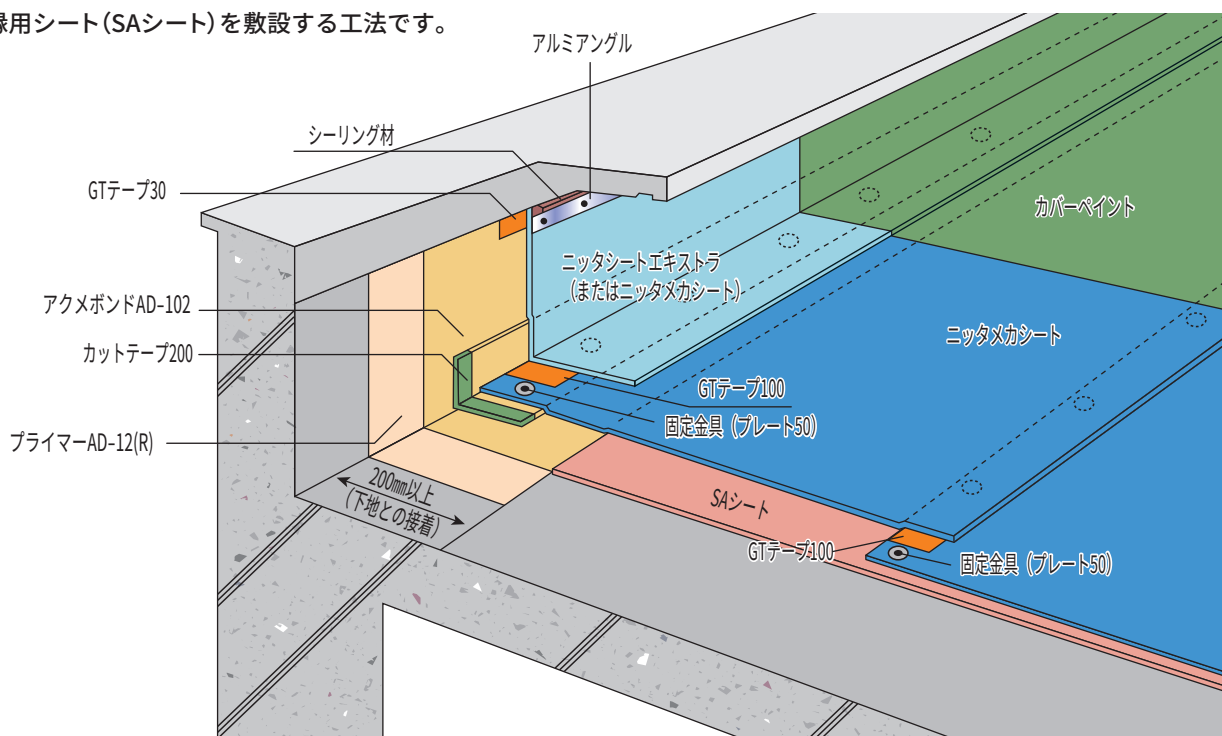 縁用シート(SAシート)を敷設する工法です。
アルミアングル
シーリング材
GTテープ30
カバーペイント
ニッタシートエキストラ
(またはニッタメカシート)
アクメボンドAD-102
ニッタメカシート
カットテープ200
GTテープ100
固定金具(プレート50)
プライマーAD-12(R)
200mm以上
(下地との接着)
SAシート
GTテープ100
固定金具(プレート50)